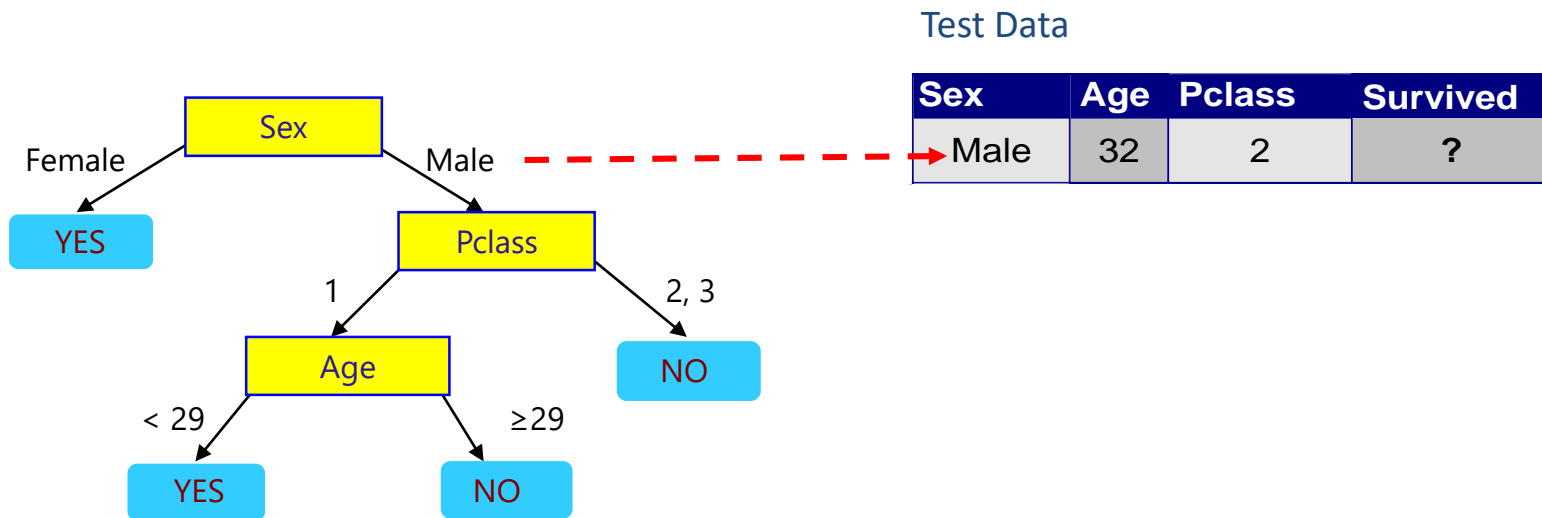 Test Data
Sex Age Pclass Survived
Male 32 2 ?
Sex
Female Male
YES Pclass
1 2, 3
Age NO
< 29 ≥29
YES NO